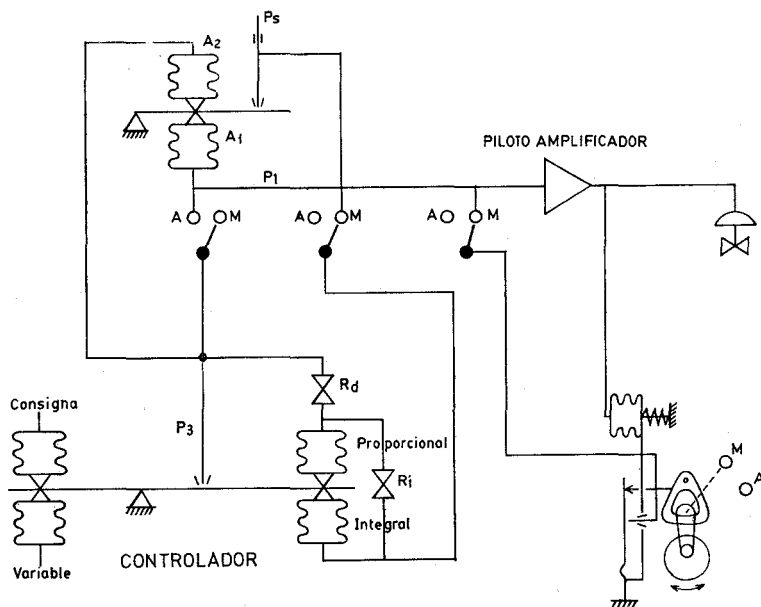 Ps
A2
A1
PILOTO AMPLIFICADOR
P1
A M
A M
A M
Rd
Consigna
P3
Proporcional
Ri
M
A
Integral
CONTROLADOR
Variable